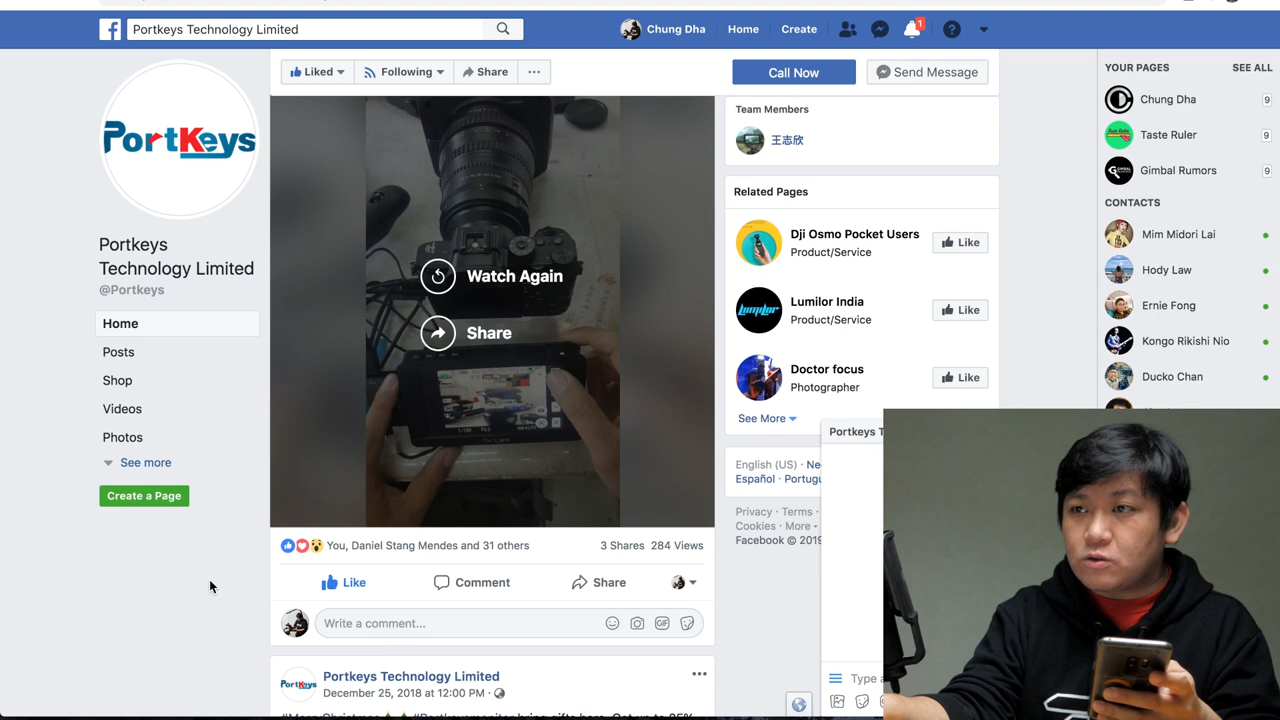 Portkeys Technology Limited
Chung Dha
Home
Create
1
?
PortKeys
Portkeys
Technology Limited
@Portkeys
Home
Posts
Shop
Videos
Photos
See more
Create a Page
Liked
Following
Share
Call Now
Send Message
Watch Again
Share
You, Daniel Stang Mendes and 31 others
3 Shares 284 Views
Like
Comment
Share
Write a comment...
GIF
PortKeys
Portkeys Technology Limited
December 25, 2018 at 12:00 PM ·
Team Members
王志欣
Related Pages
Dji Osmo Pocket Users
Product/Service
Like
Lumilor India
Product/Service
Like
Doctor focus
Photographer
Like
See More
English (US) ·
Español · Portugu
Privacy · Terms ·
Cookies · More
Facebook © 2019
Portkeys T
Type a
YOUR PAGES
SEE ALL
Chung Dha
9
Taste Ruler
9
Gimbal Rumors
9
CONTACTS
Mim Midori Lai
Hody Law
Ernie Fong
Kongo Rikishi Nio
Ducko Chan